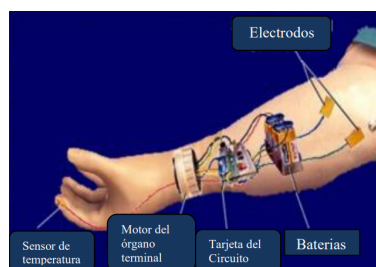 Electrodos
Sensor de
temperatura
Motor del
órgano
terminal
Tarjeta del
Circuito
Baterias